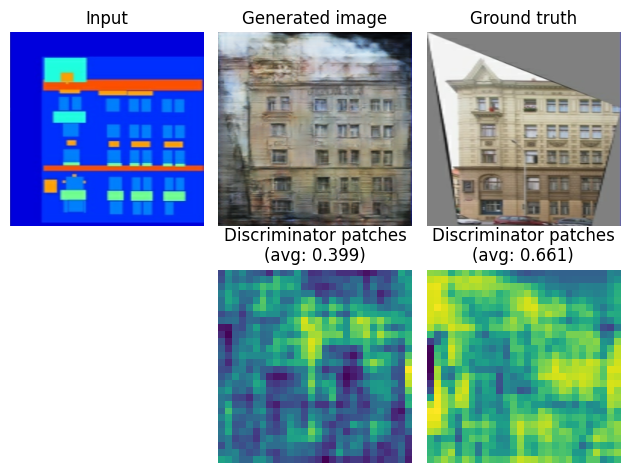 Input
Generated image
Ground truth
Discriminator patches
(avg: 0.399)
Discriminator patches
(avg: 0.661)